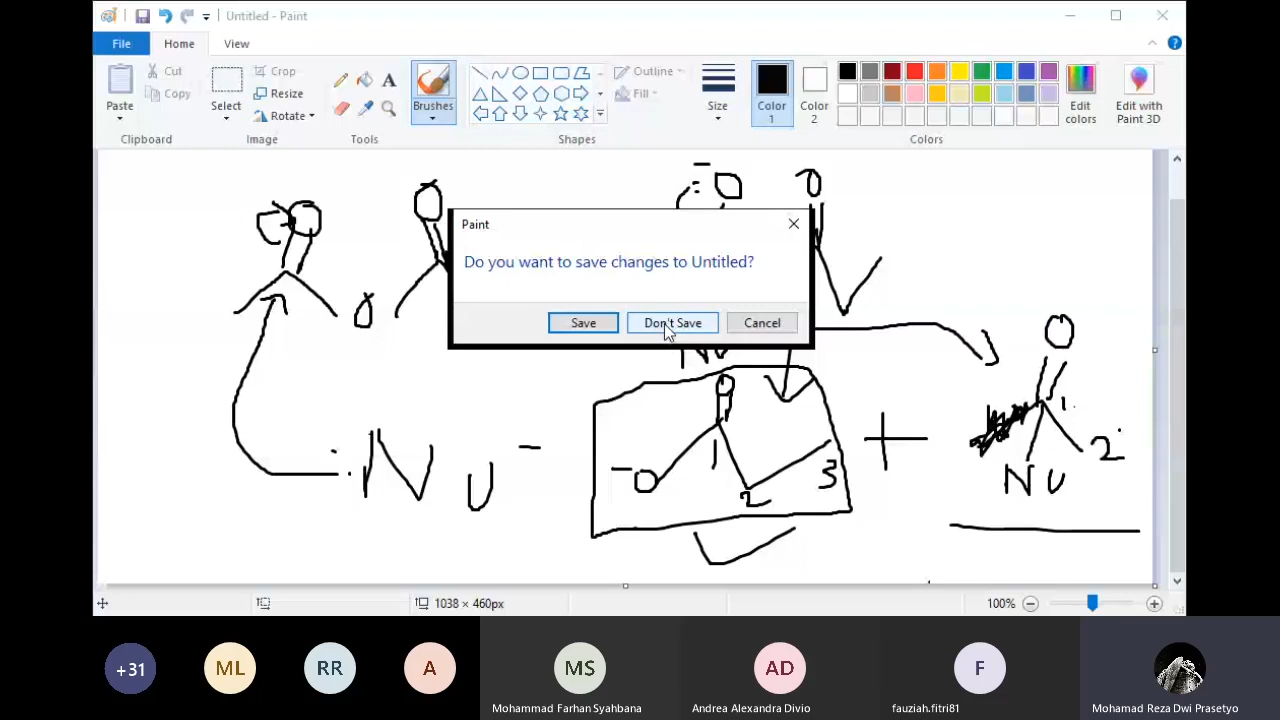 Untitled - Paint
File
Home
View
Paste
Cut
Copy
Clipboard
Select
Crop
Resize
Rotate
Image
Tools
Brushes
Outline
Fill
Shapes
Size
Color 1
Color 2
Edit colors
Edit with Paint 3D
Colors
O
O
-
O
O
Paint
Do you want to save changes to Untitled?
Save
Don't Save
Cancel
O
Nu
O
O
1
1
- O
2
3
2
: Nu -
+
Nu
1038 × 460px
100%
+31
ML
RR
A
MS
AD
F
Mohammad Farhan Syahbana
Andrea Alexandra Divio
fauziah.fitri81
Mohamad Reza Dwi Prasetyo